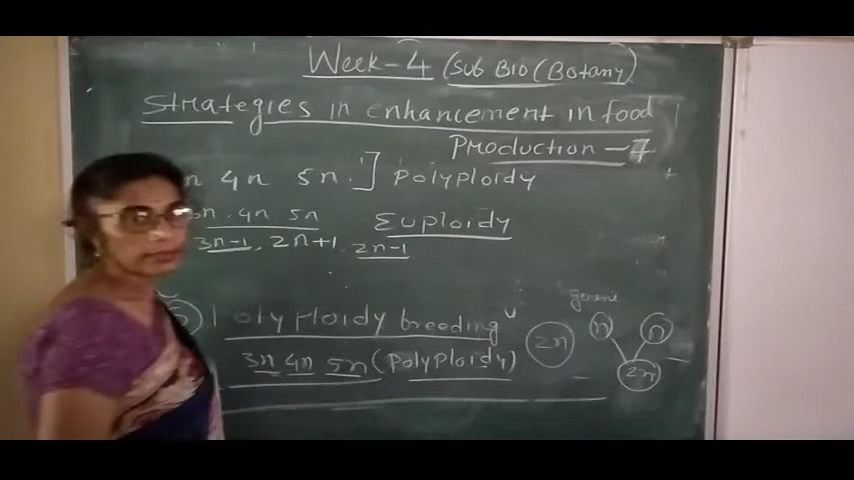 Week-4 (Sub Bio (Botany)
Strategies in enhancement in food
Production-7
n 4n 5n.] Polyploidy
3n. 4n 5n Euploidy
3n-1, 2n+1, 2n-1
Polyploidy breeding
3n 4n 5n (Polyploidy)
2n
n n
2n